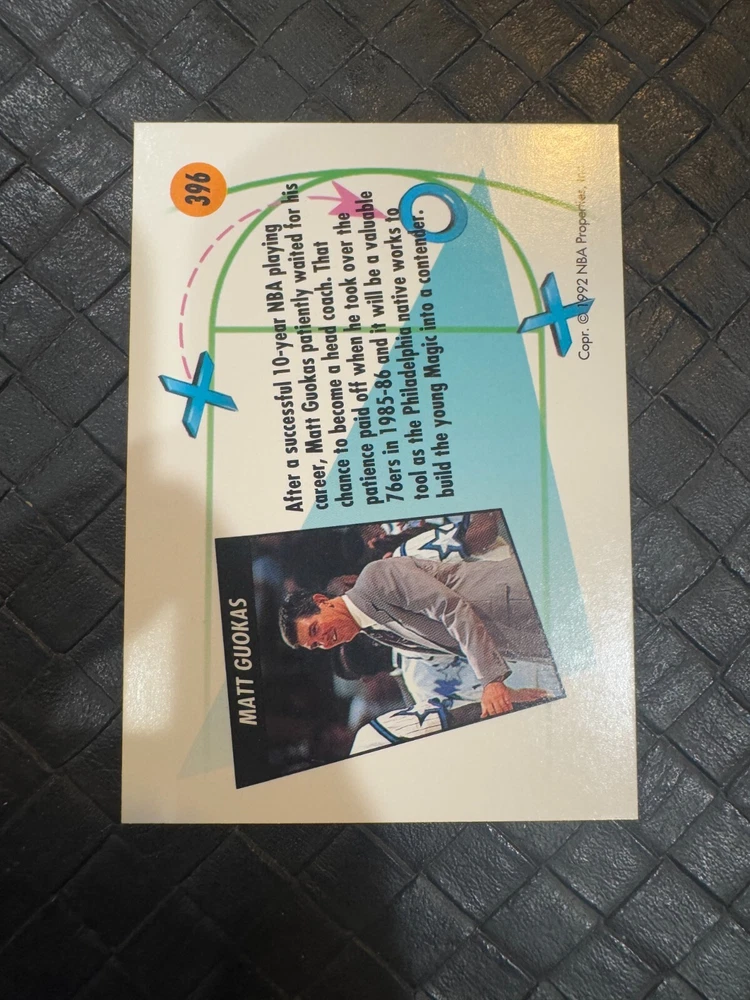 396
After a successful 10-year NBA playing
career, Matt Guokas patiently waited for his
chance to become a head coach. That
patience paid off when he took over the
76ers in 1985-86 and it will be a valuable
tool as the Philadelphia native works to
build the young Magic into a contender.
MATT GUOKAS
Copr. © 1992 NBA Properties, Inc.